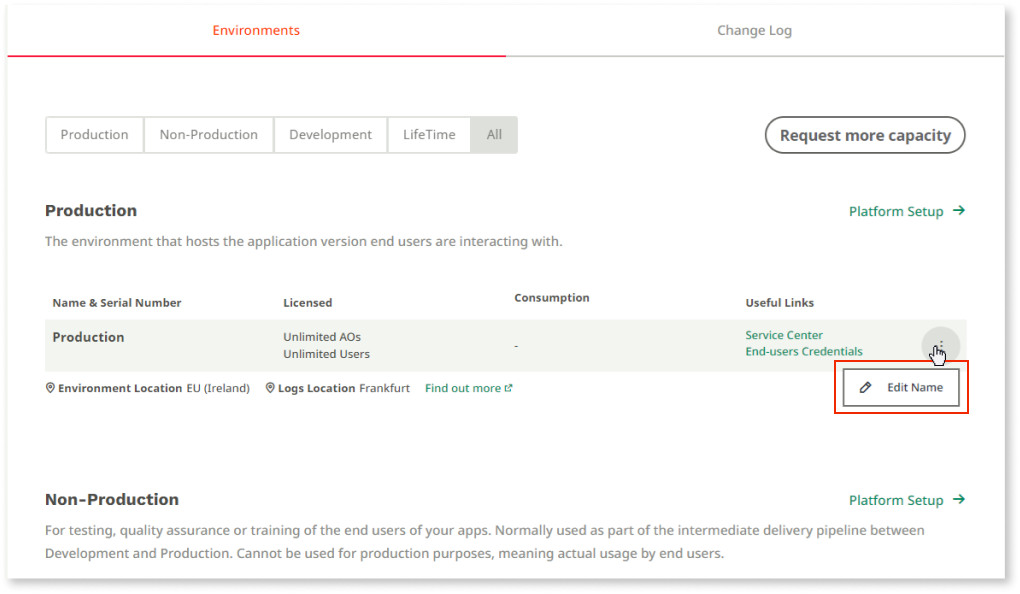 Environments
Change Log
Production
Non-Production
Development
LifeTime
All
Request more capacity
Production
Platform Setup
The environment that hosts the application version end users are interacting with.
Name & Serial Number
Licensed
Consumption
Useful Links
Production
Unlimited AOs
Unlimited Users
-
Service Center
End-users Credentials
Environment Location EU (Ireland)
Logs Location Frankfurt
Find out more
Edit Name
Non-Production
Platform Setup
For testing, quality assurance or training of the end users of your apps. Normally used as part of the intermediate delivery pipeline between
Development and Production. Cannot be used for production purposes, meaning actual usage by end users.